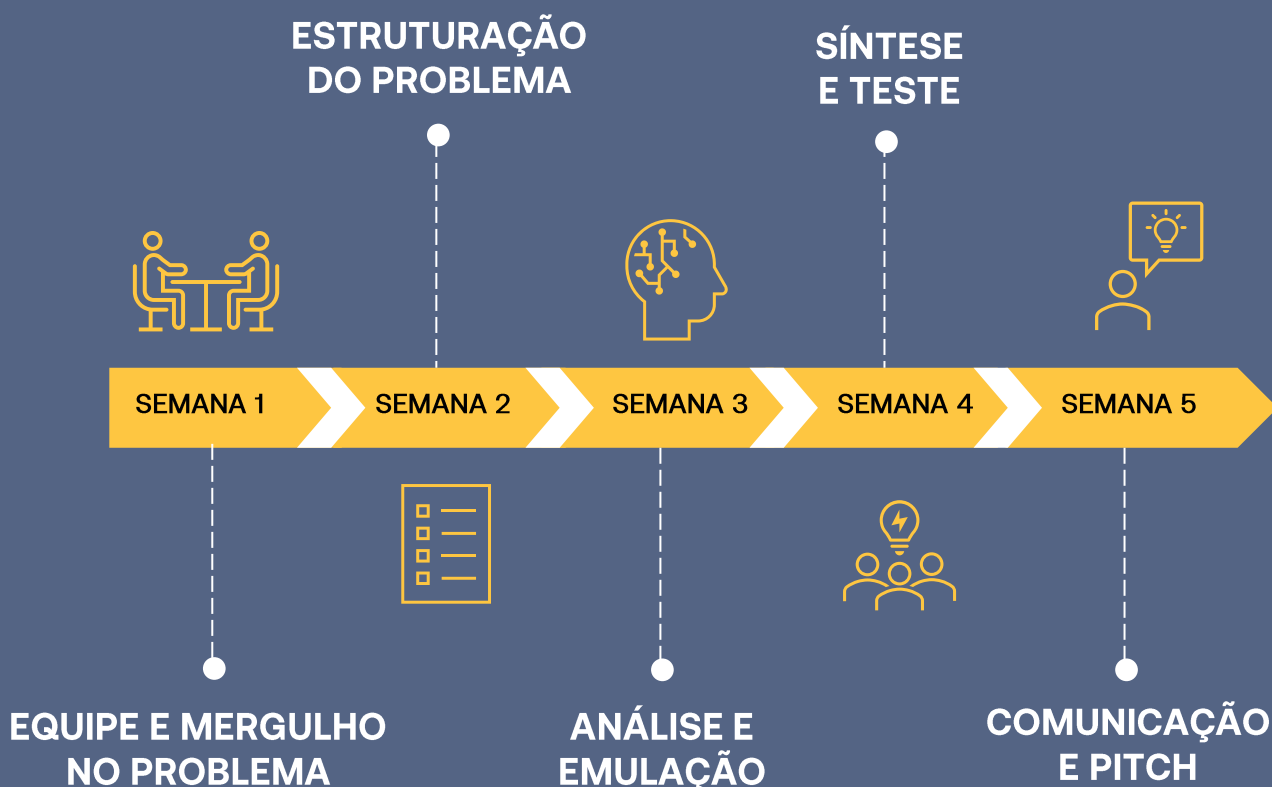 ESTRUTURAÇÃO
DO PROBLEMA
SÍNTESE
E TESTE
SEMANA 1
SEMANA 2
SEMANA 3
SEMANA 4
SEMANA 5
EQUIPE E MERGULHO
NO PROBLEMA
ANÁLISE E
EMULAÇÃO
COMUNICAÇÃO
E PITCH